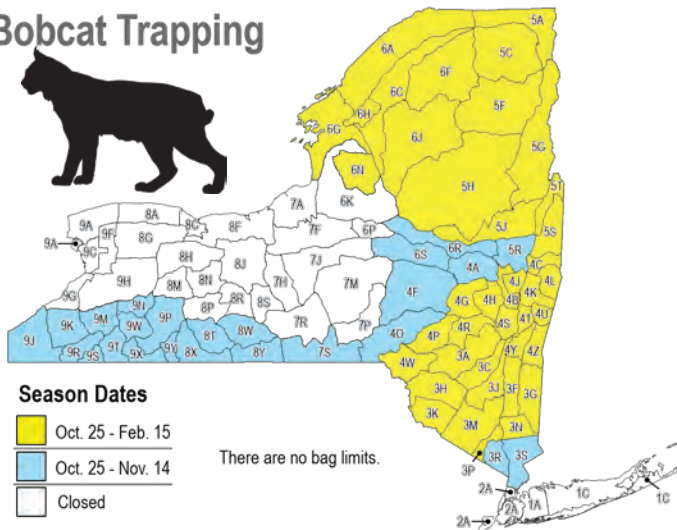 Bobcat Trapping
5A
6A
5C
6F
6C
5F
6H
6G
6J
5G
6N
5H
5T
6K
7A
8A
8C
9A
9F
8F
7F
6P
5J
5S
9A
9C
8G
6R
5R
6S
8H
8J
7J
4A
4C
9H
7H
7M
4J
4L
8M
8N
4F
4K
9G
8R
8S
4G
4H
4B
9N
9P
8P
4U
9K
9M
7R
7P
4R
4S
4T
9W
8T
8W
4O
4P
9J
9T
4Y
4Z
9R
9S
9X
9Y
8X
8Y
7S
3A
4W
3C
3H
3J
3F
3G
3K
3M
3N
3P
3R
3S
2A
1C
1C
2A
1A
2A
Season Dates
Oct. 25 - Feb. 15
Oct. 25 - Nov. 14
Closed
There are no bag limits.